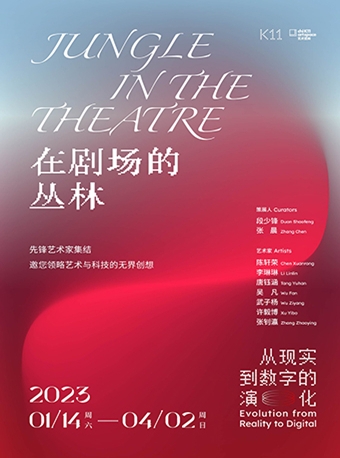 K11
JUNGLE
IN THE
THEATRE
在剧场的
丛林
先锋艺术家集结
邀您领略艺术与科技的无界创想
策展人 Curators
段少锋 Duan Shaofeng
张 晨 Zhang Chen
艺术家 Artists
陈轩荣 Chen Xuanrong
李琳琳 Li Linlin
唐钰涵 Tang Yuhan
吴 凡 Wu Fan
武子杨 Wu Ziyang
许毅博 Xu Yibo
张钊瀛 Zhang Zhaoying
从现实
到数字的
演 化
Evolution from
Reality to Digital
2023
01/14 周六 — 04/02 周日